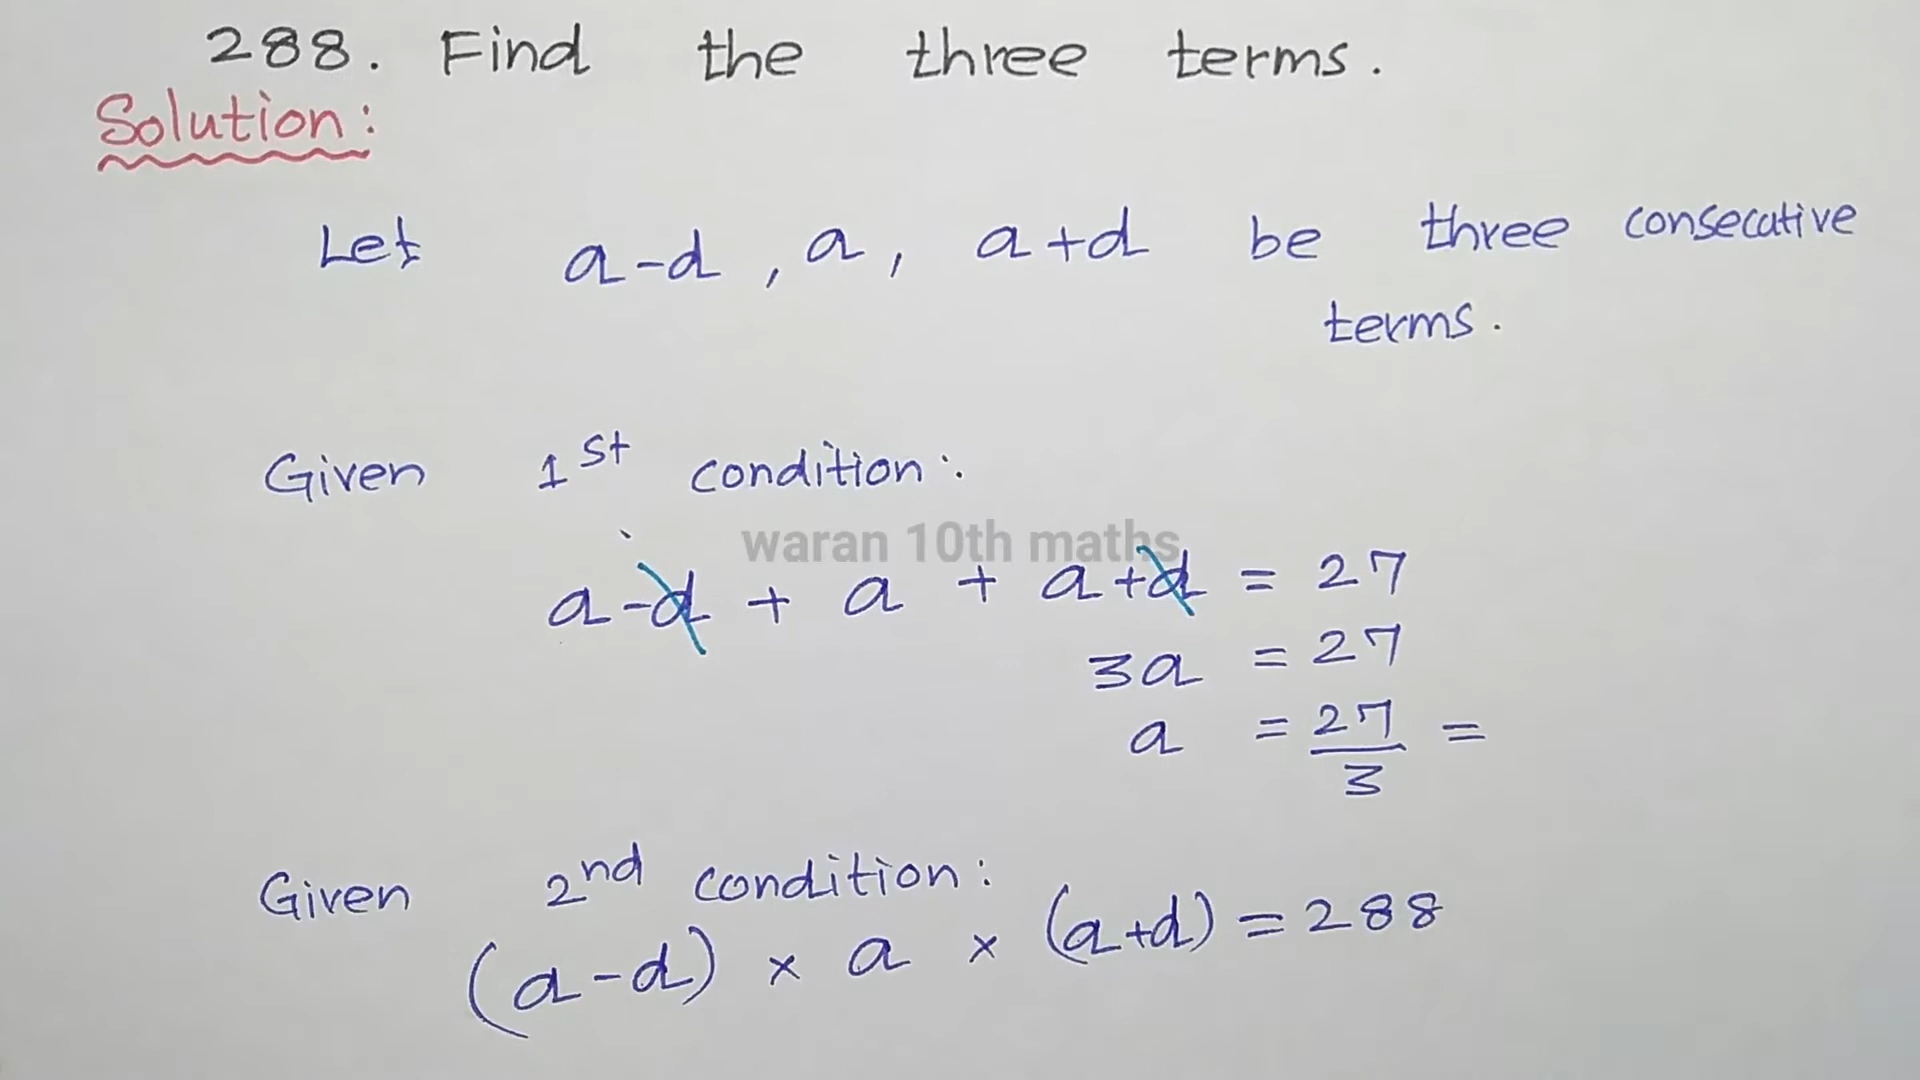 288. Find the three terms.
Solution:
Let a-d, a, a+d be three consecutive
terms.
Given 1st condition:.
waran 10th maths
a-d + a + a+d = 27
3a = 27
a = 27/3 =
Given 2nd condition:
(a-d) × a × (a+d) = 288